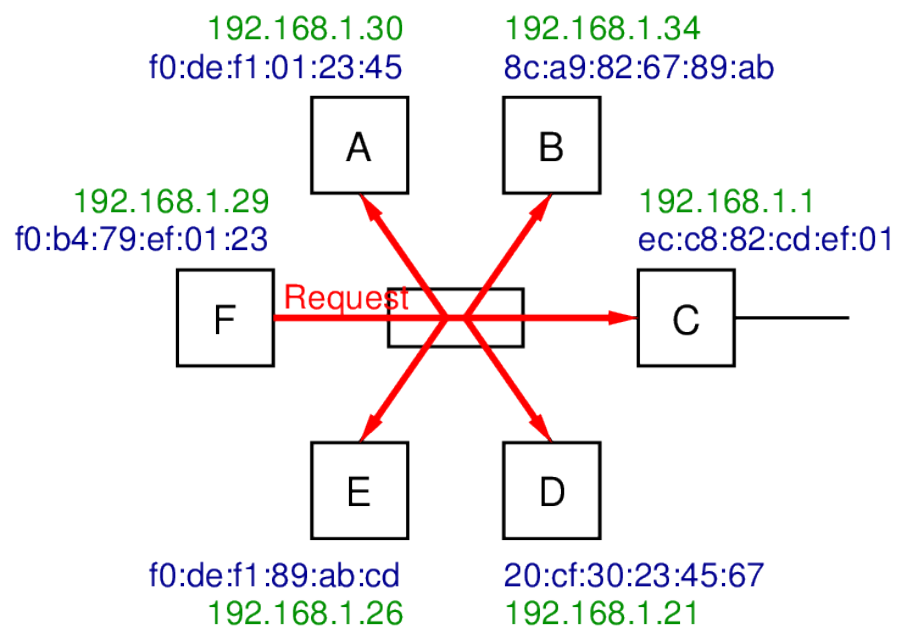 192.168.1.30
f0:de:f1:01:23:45
192.168.1.34
8c:a9:82:67:89:ab
A
B
192.168.1.29
f0:b4:79:ef:01:23
192.168.1.1
ec:c8:82:cd:ef:01
F
Request
C
E
D
f0:de:f1:89:ab:cd
192.168.1.26
20:cf:30:23:45:67
192.168.1.21